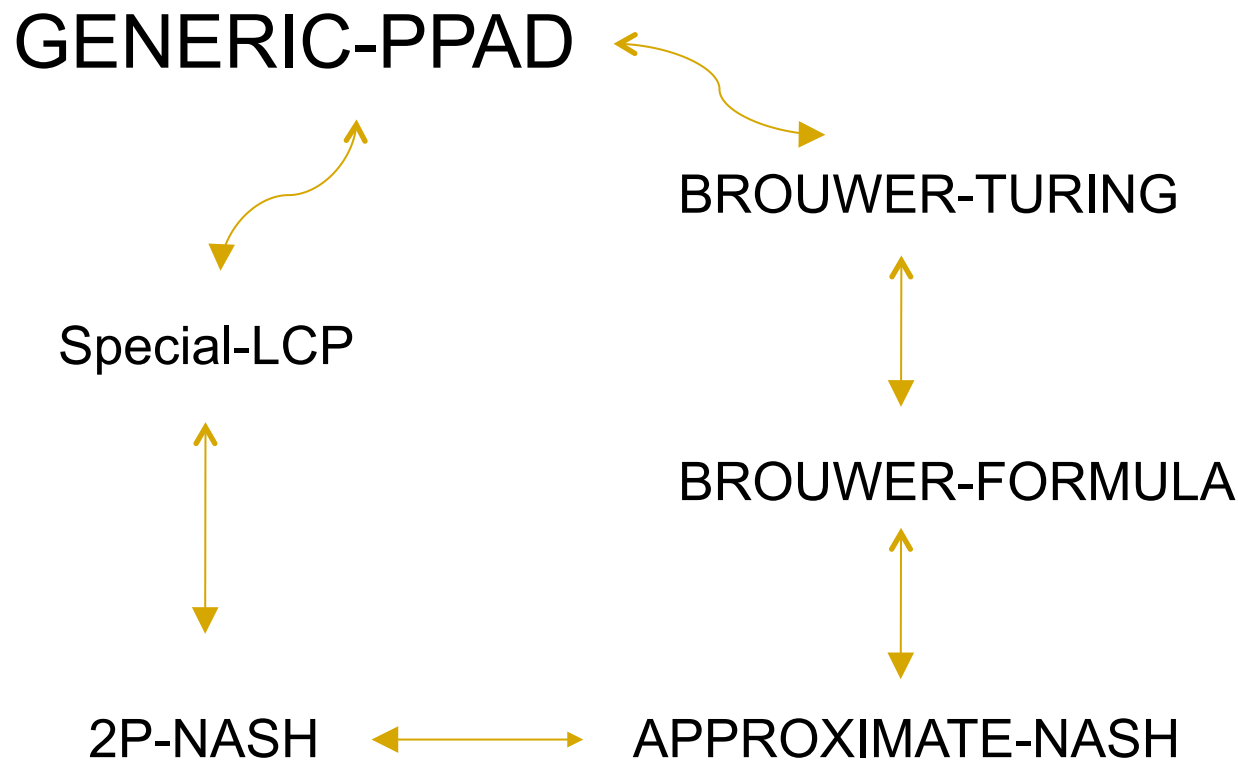 GENERIC-PPAD
BROUWER-TURING
Special-LCP
BROUWER-FORMULA
2P-NASH
APPROXIMATE-NASH